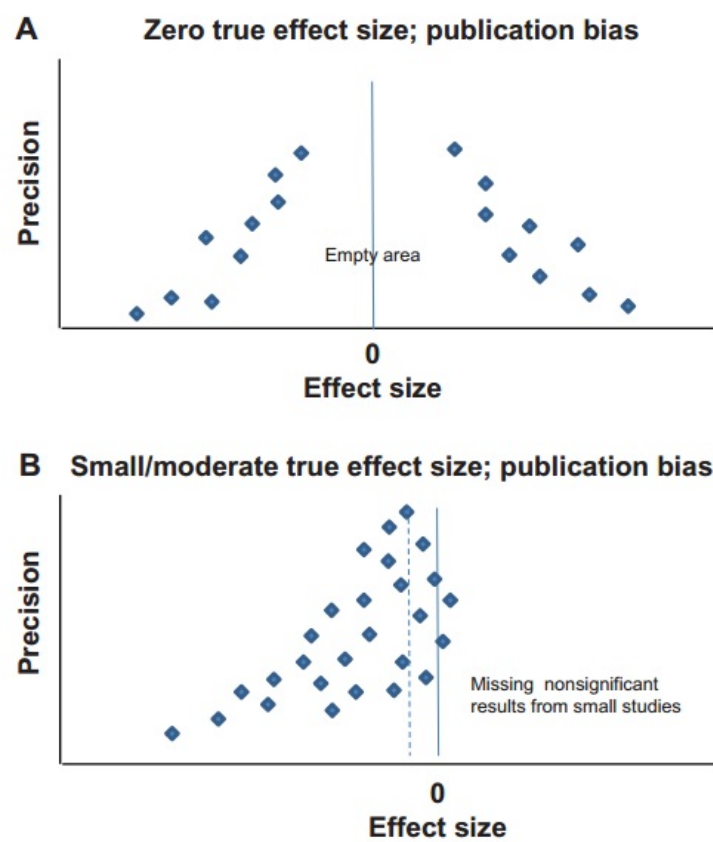 A Zero true effect size; publication bias
Precision
Empty area
0
Effect size
B Small/moderate true effect size; publication bias
Precision
Missing nonsignificant
results from small studies
0
Effect size